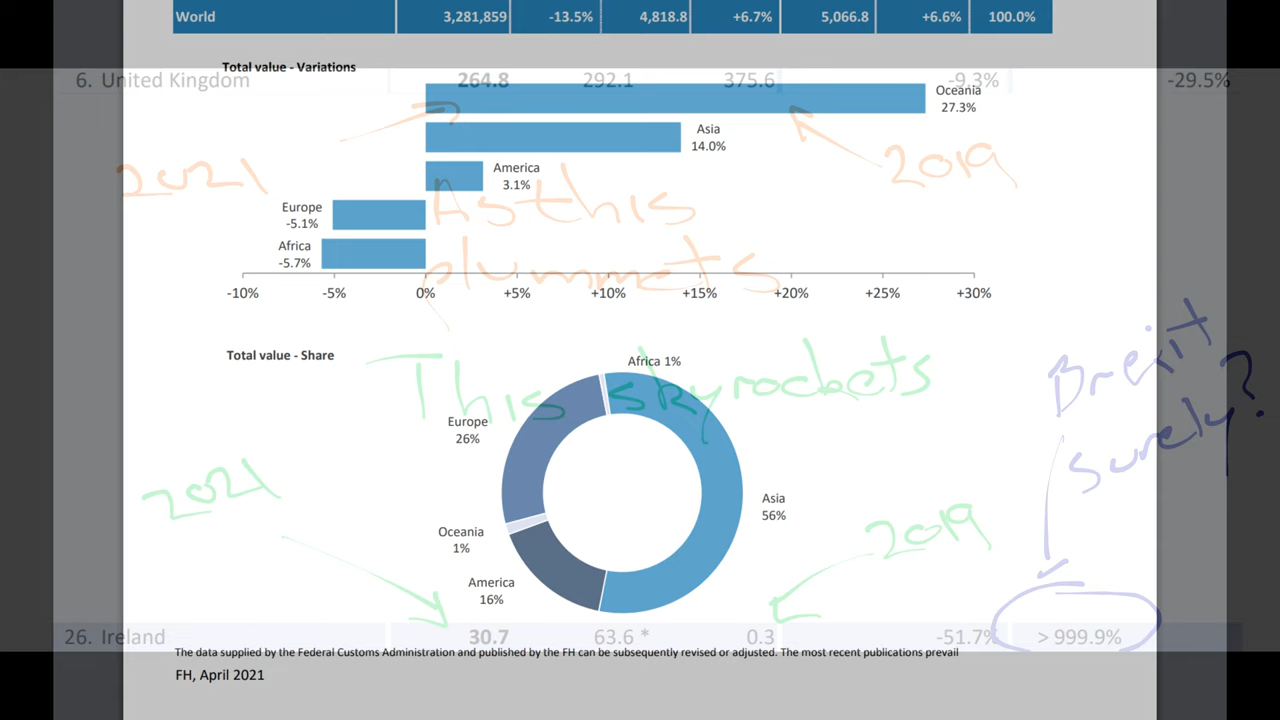 World 3,281,859 -13.5% 4,818.8 +6.7% 5,066.8 +6.6% 100.0%
Total value - Variations
6. United Kingdom 264.8 292.1 375.6 -9.3% -29.5%
Oceania
27.3%
Asia
14.0%
America
3.1%
2021
2019
As this
plummets
Europe
-5.1%
Africa
-5.7%
-10% -5% 0% +5% +10% +15% +20% +25% +30%
Total value - Share
This skyrockets
Brexit
surely?
Africa 1%
Europe
26%
Asia
56%
Oceania
1%
America
16%
2021
2019
26. Ireland 30.7 63.6 * 0.3 -51.7% > 999.9%
The data supplied by the Federal Customs Administration and published by the FH can be subsequently revised or adjusted. The most recent publications prevail
FH, April 2021